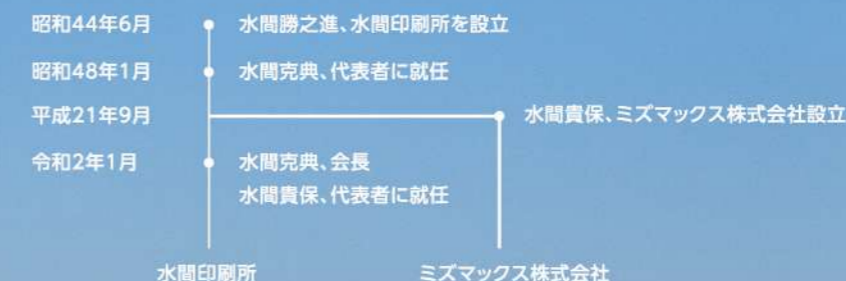 昭和44年6月 水間勝之進、水間印刷所を設立
昭和48年1月 水間克典、代表者に就任
平成21年9月 水間貴保、ミズマックス株式会社設立
令和2年1月 水間克典、会長
水間貴保、代表者に就任
水間印刷所 ミズマックス株式会社